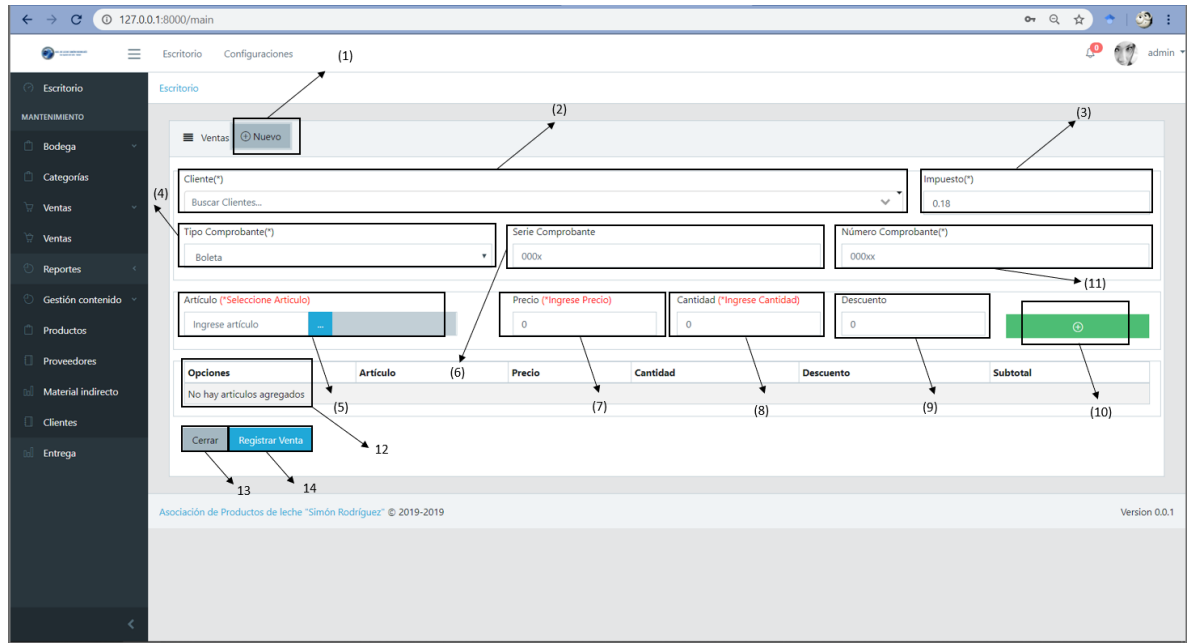 127.0.0.1:8000/main
Escritorio Configuraciones (1) 0 admin
Escritorio Escritorio
MANTENIMIENTO
(2) (3)
Ventas Nuevo
Bodega
Categorías
Cliente(*) Impuesto(*)
(4) Buscar Clientes... 0.18
Ventas
Tipo Comprobante(*) Serie Comprobante Número Comprobante(*)
Ventas
Boleta 000x 000xx
Reportes
(11)
Gestión contenido
Artículo (*Seleccione Artículo) Precio (*Ingrese Precio) Cantidad (*Ingrese Cantidad) Descuento
Ingrese artículo ... 0 0 0
Productos
Proveedores
Opciones Artículo (6) Precio Cantidad Descuento Subtotal
Material indirecto
No hay articulos agregados
(5) (7) (8) (9) (10)
Clientes
Cerrar Registrar Venta 12
Entrega
13 14
Asociación de Productos de leche "Simón Rodríguez" © 2019-2019 Version 0.0.1